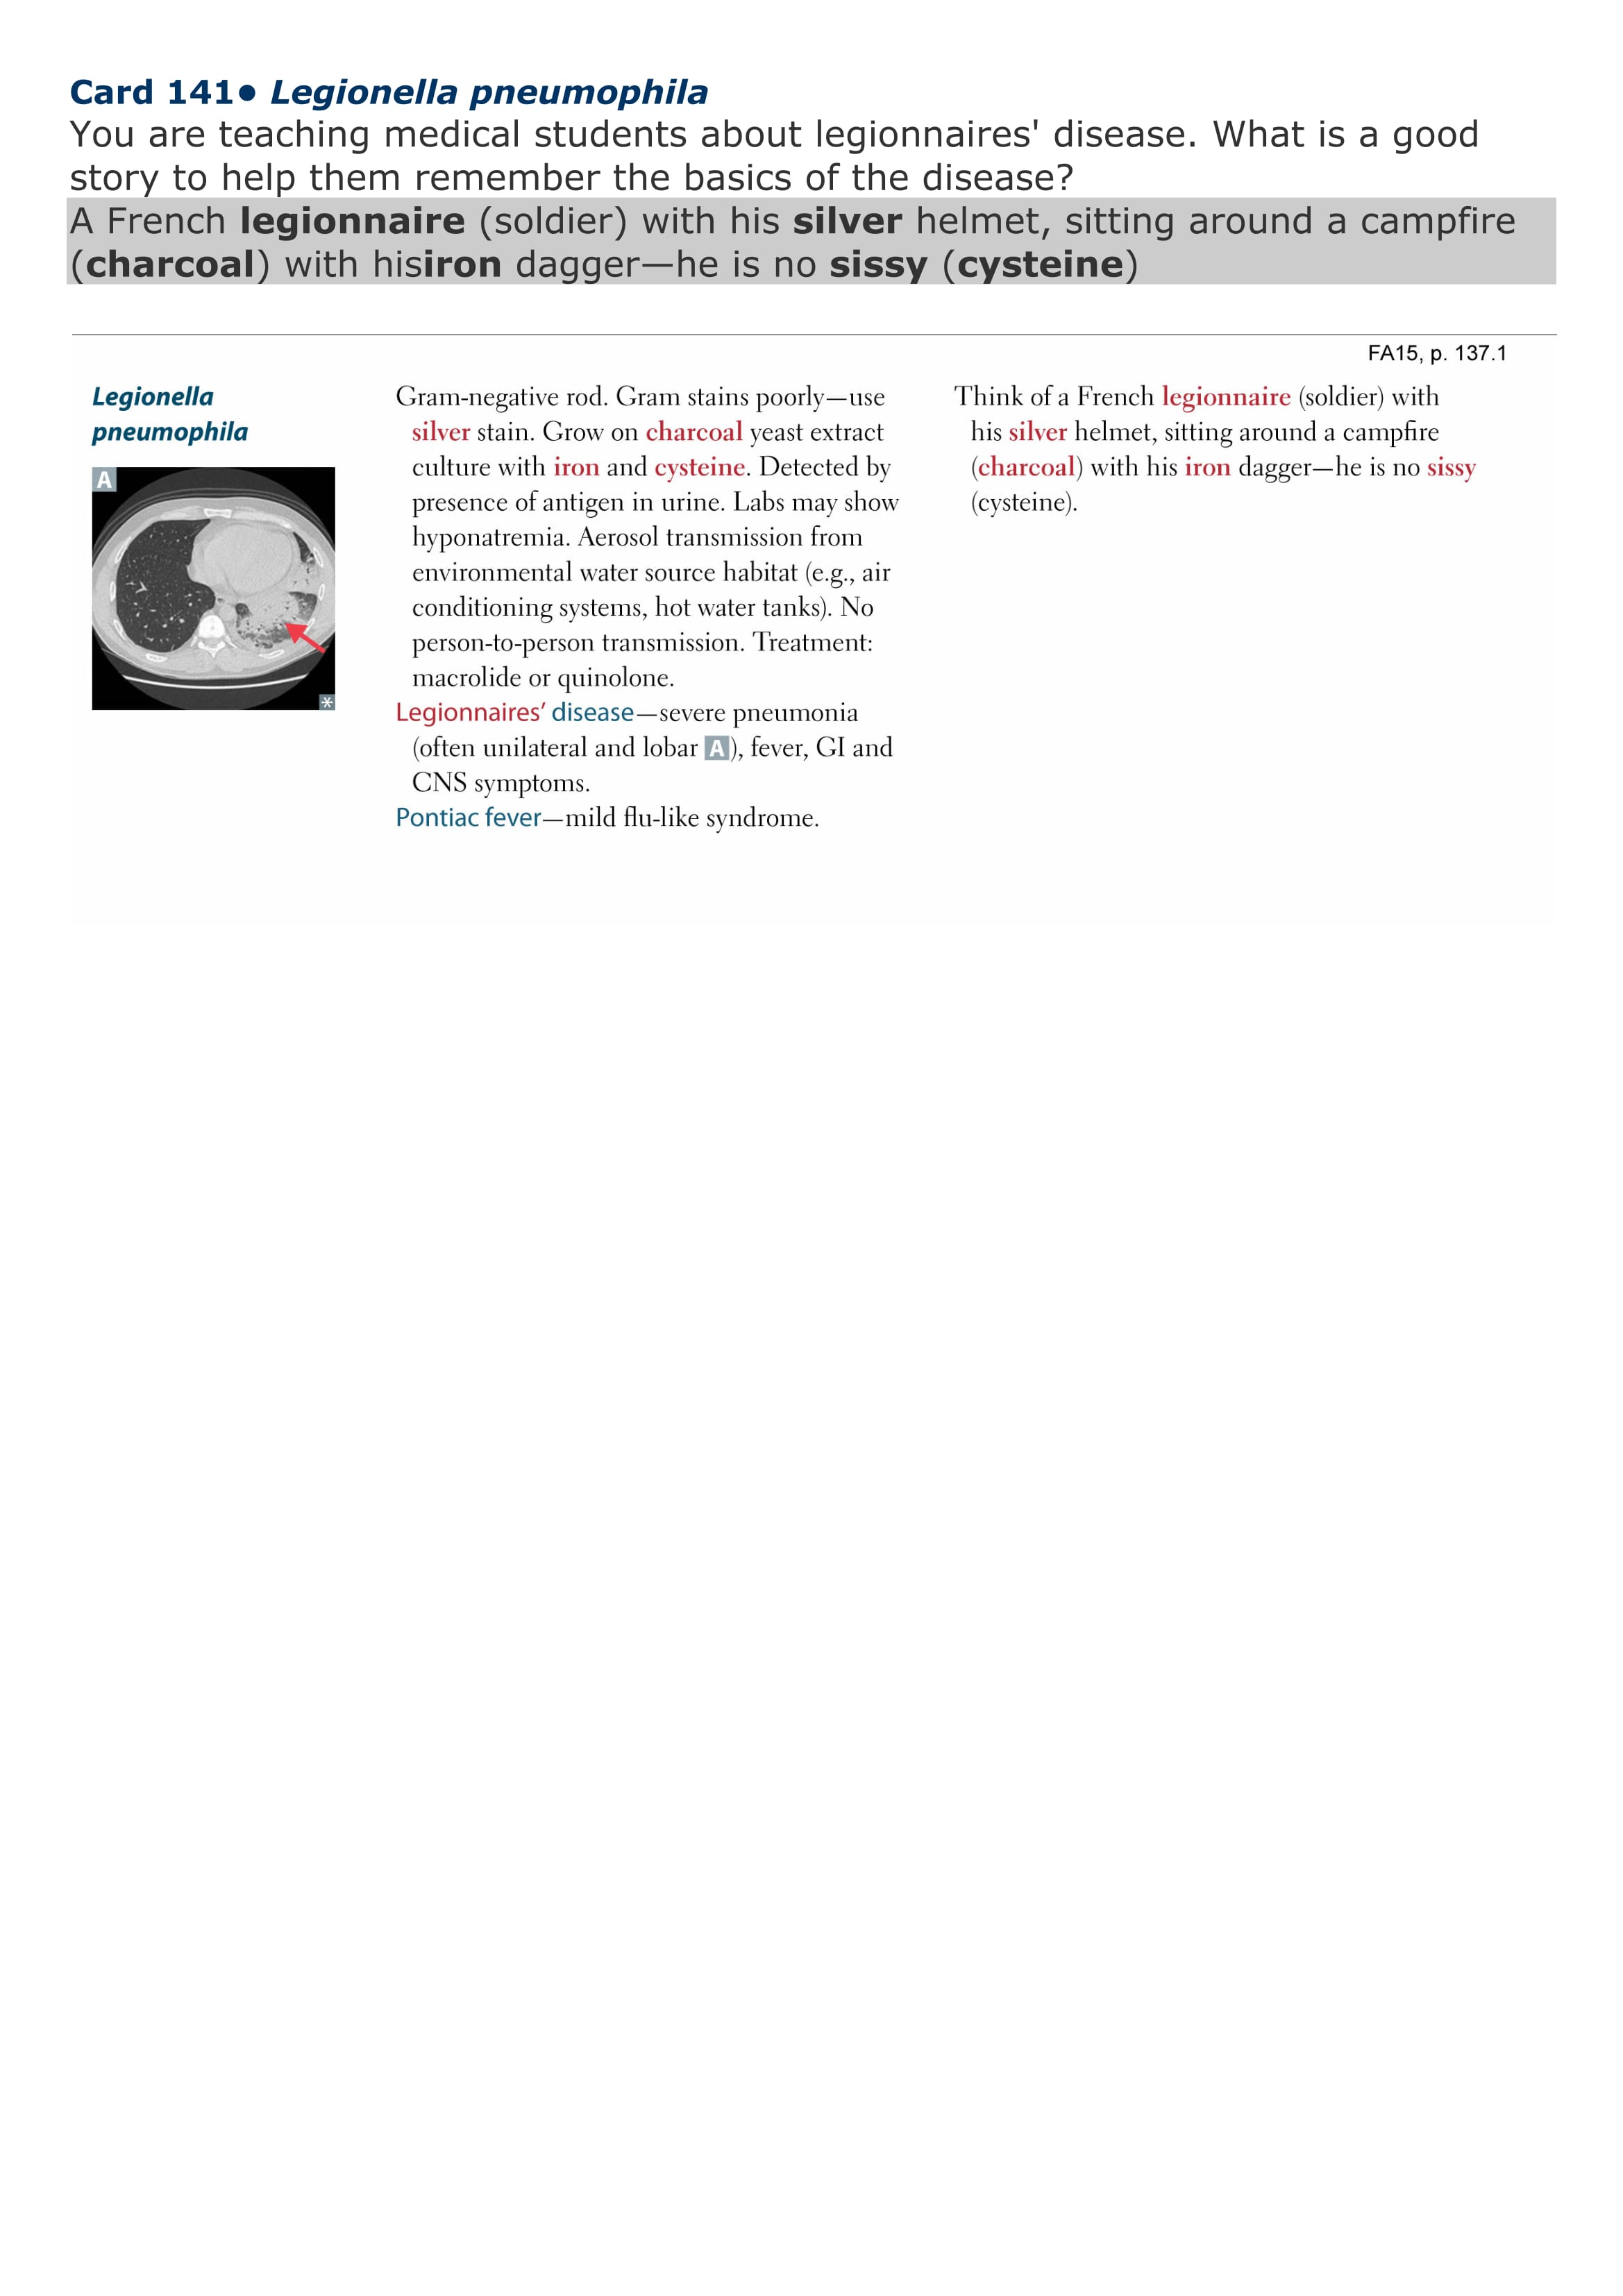 Card 141• Legionella pneumophila
You are teaching medical students about legionnaires' disease. What is a good
story to help them remember the basics of the disease?
A French legionnaire (soldier) with his silver helmet, sitting around a campfire
(charcoal) with hisiron dagger—he is no sissy (cysteine)
FA15, p. 137.1
Legionella
pneumophila
A
Gram-negative rod. Gram stains poorly—use
silver stain. Grow on charcoal yeast extract
culture with iron and cysteine. Detected by
presence of antigen in urine. Labs may show
hyponatremia. Aerosol transmission from
environmental water source habitat (e.g., air
conditioning systems, hot water tanks). No
person-to-person transmission. Treatment:
macrolide or quinolone.
Legionnaires’ disease—severe pneumonia
(often unilateral and lobar A), fever, GI and
CNS symptoms.
Pontiac fever—mild flu-like syndrome.
Think of a French legionnaire (soldier) with
his silver helmet, sitting around a campfire
(charcoal) with his iron dagger—he is no sissy
(cysteine).